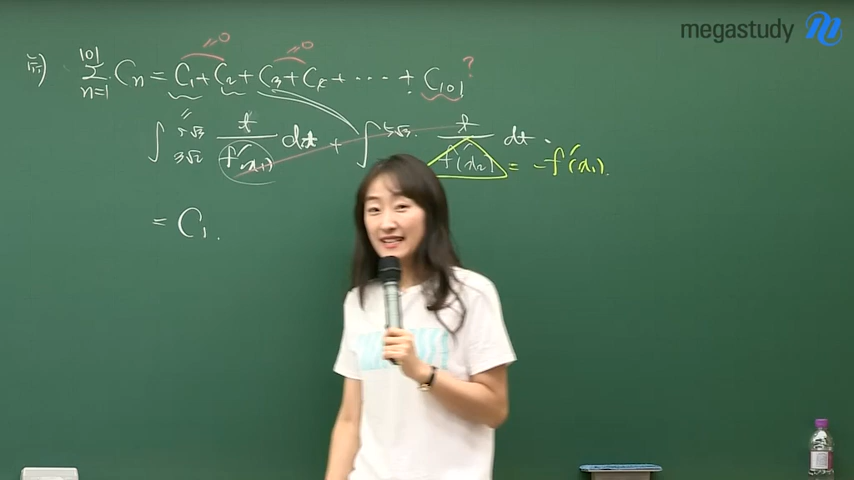 megastudy
ii) 101 Σ n=1 Cn = C1 + C2 + C3 + C4 + ··· + C101 ?
=0 =0
∫ 3√2 5√3 t / f'(x1) dt + ∫ 5√3 t / f'(x2) dt . = -f'(x1).
= C1.